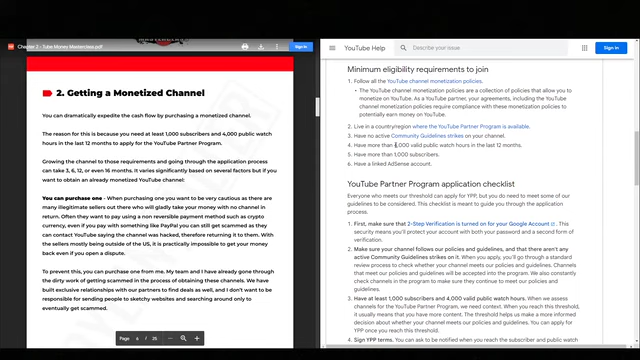 Chapter 2 - Tube Money Masterclass.pdf
Sign in
2. Getting a Monetized Channel
You can dramatically expedite the cash flow by purchasing a monetized channel.
The reason for this is because you need at least 1,000 subscribers and 4,000 public watch
hours in the last 12 months to apply for the YouTube Partner Program.
Growing the channel to those requirements and going through the application process
can take 3, 6, 12, or even 16 months. It varies significantly based on several factors but if you
want to obtain an already monetized YouTube channel:
You can purchase one - When purchasing one you want to be very cautious as there are
many illegitimate sellers out there who will gladly take your money with no channel in
return. Often they want to pay using a non reversible payment method such as crypto
currency, even if you pay with something like PayPal you can still get scammed as they can
contact YouTube saying the channel was hacked, therefore returning it to them. With
the sellers mostly being outside of the US, it is practically impossible to get your money
back even if you open a dispute.
To prevent this, you can purchase one from me. My team and I have already gone through
the dirty work of getting scammed in the process of obtaining these channels. We have
built exclusive relationships with our partners to find deals as well, and I don't want to be
responsible for sending people to sketchy websites and searching around only to
eventually get scammed.
Page
YouTube Help
Describe your issue
Sign in
Minimum eligibility requirements to join
1. Follow all the YouTube channel monetization policies.
• The YouTube channel monetization policies are a collection of policies that allow you to
monetize on YouTube. As a YouTube partner, your agreements, including the YouTube
channel monetization policies require compliance with these monetization policies to
potentially earn money on YouTube.
2. Live in a country/region where the YouTube Partner Program is available.
3. Have no active Community Guidelines strikes on your channel.
4. Have more than 4,000 valid public watch hours in the last 12 months.
5. Have more than 1,000 subscribers.
6. Have a linked AdSense account.
YouTube Partner Program application checklist
Everyone who meets our threshold can apply for YPP, but you do need to meet some of our
guidelines to be considered. This checklist is meant to guide you through the application
process.
1. First, make sure that 2-Step Verification is turned on for your Google Account. This
security means you'll protect your account with both your password and a second form of
verification.
2. Make sure your channel follows our policies and guidelines, and that there aren't any
active Community Guidelines strikes on it. When you apply, you'll go through a standard
review process to check whether your channel meets our policies and guidelines. Channels
that meet our policies and guidelines will be accepted into the program. We also constantly
check channels in the program to make sure they continue to meet our policies and
guidelines.
3. Have at least 1,000 subscribers and 4,000 valid public watch hours. When we assess
channels for the YouTube Partner Program, we need context. When you reach this threshold,
it usually means that you have more content. The threshold helps us make a more
informed decision about whether your channel meets our policies and guidelines. You can
apply for YPP once you reach this threshold.
4. Sign YPP terms. You can ask to be notified when you reach the subscriber and public watch